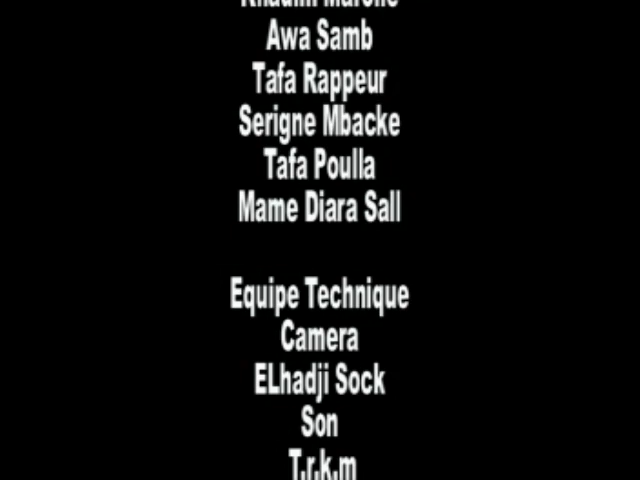 Awa Samb
Tafa Rappeur
Serigne Mbacke
Tafa Poulla
Mame Diara Sall
Equipe Technique
Camera
ELhadji Sock
Son
T.r.k.m